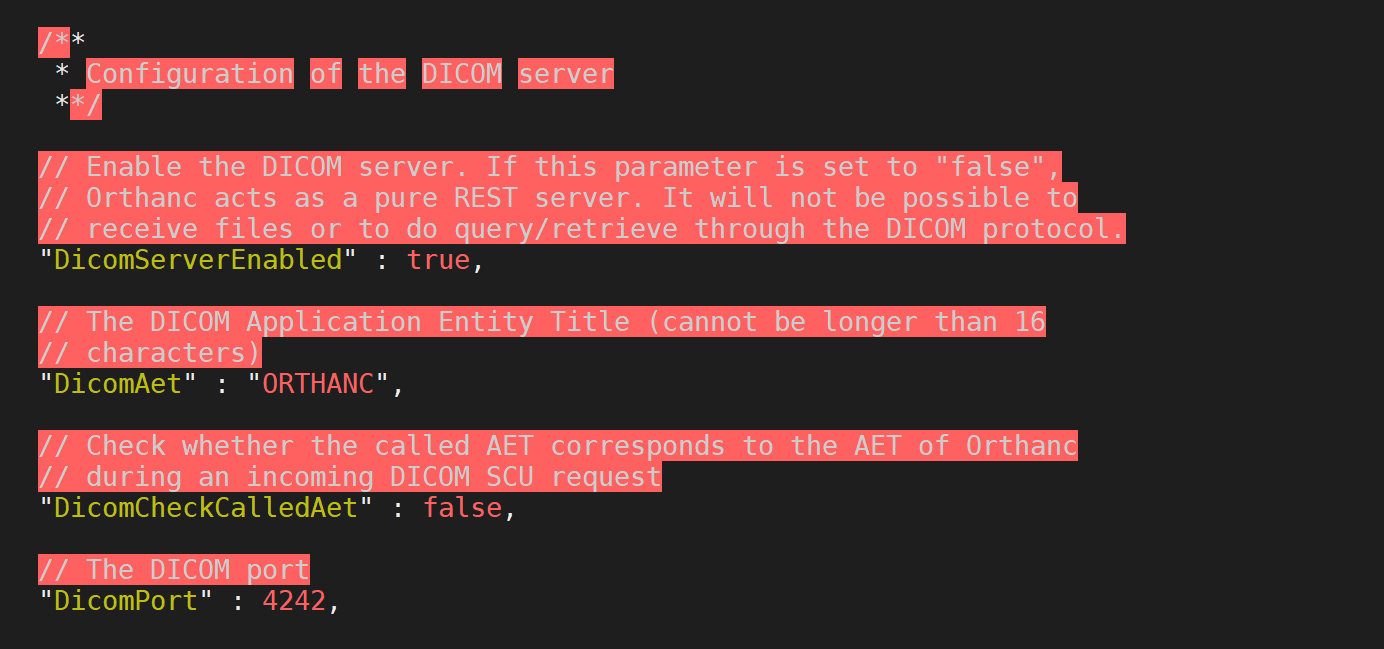 /**
 * Configuration of the DICOM server
 **/
// Enable the DICOM server. If this parameter is set to "false",
// Orthanc acts as a pure REST server. It will not be possible to
// receive files or to do query/retrieve through the DICOM protocol.
"DicomServerEnabled" : true,
// The DICOM Application Entity Title (cannot be longer than 16
// characters)
"DicomAet" : "ORTHANC",
// Check whether the called AET corresponds to the AET of Orthanc
// during an incoming DICOM SCU request
"DicomCheckCalledAet" : false,
// The DICOM port
"DicomPort" : 4242,